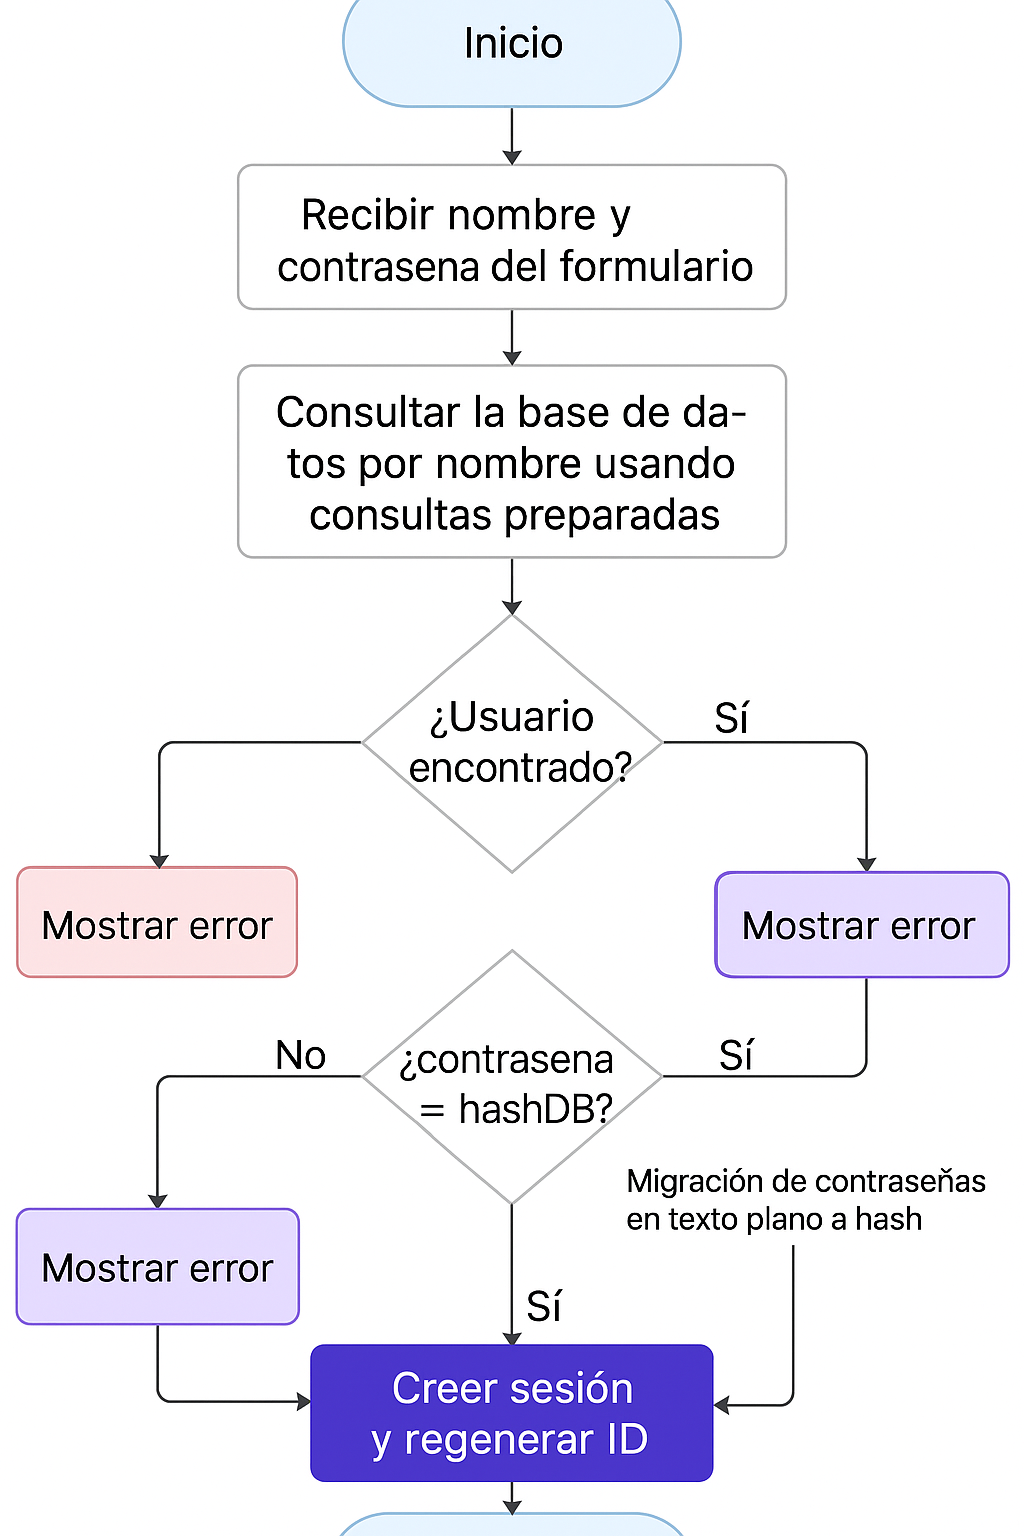 Inicio
Recibir nombre y
contrasena del formulario
Consultar la base de da-
tos por nombre usando
consultas preparadas
¿Usuario
encontrado?
Sí
Mostrar error
Mostrar error
No
¿contrasena
= hashDB?
Sí
Migración de contraseñas
en texto plano a hash
Mostrar error
Sí
Creer sesión
y regenerar ID